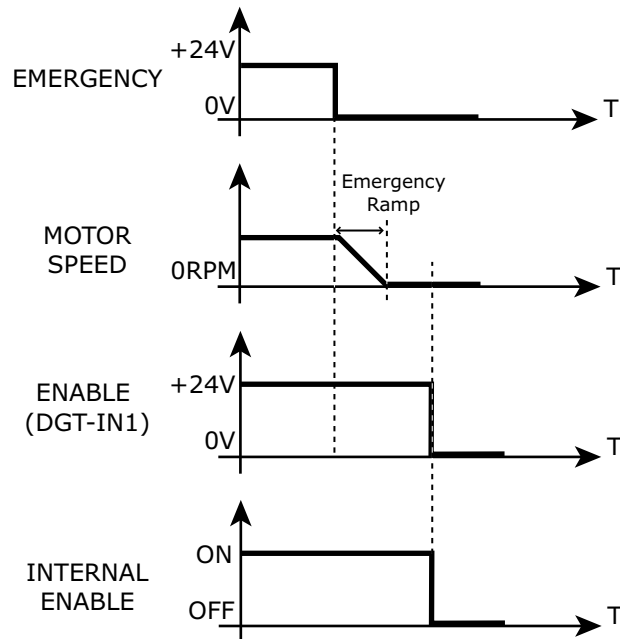 +24V
EMERGENCY
0V
T
Emergency
Ramp
MOTOR
SPEED
0RPM
T
+24V
ENABLE
(DGT-IN1)
0V
T
ON
INTERNAL
ENABLE
OFF
T